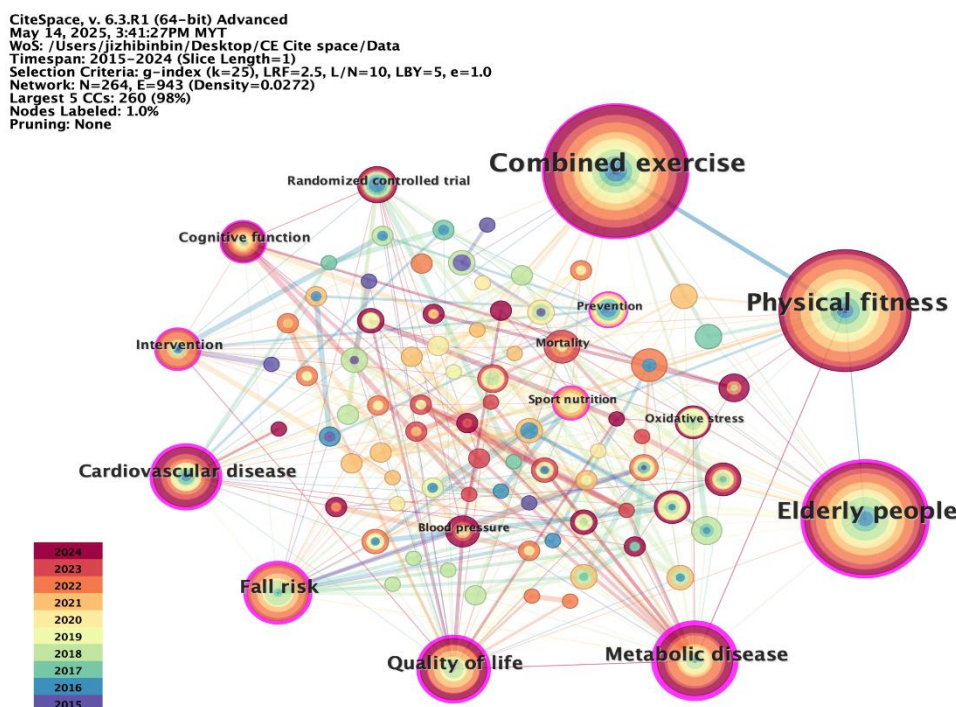 CiteSpace, v. 6.3.R1 (64-bit) Advanced
May 14, 2025, 3:41:27PM MYT
WoS: /Users/jizhibinbin/Desktop/CE Cite space/Data
Timespan: 2015-2024 (Slice Length=1)
Selection Criteria: g-index (k=25), LRF=2.5, L/N=10, LBY=5, e=1.0
Network: N=264, E=943 (Density=0.0272)
Largest 5 CCs: 260 (98%)
Nodes Labeled: 1.0%
Pruning: None
Combined exercise
Randomized controlled trial
Cognitive function
Physical fitness
Prevention
Intervention
Mortality
Sport nutrition
Oxidative stress
Cardiovascular disease
Elderly people
Blood pressure
Fall risk
Quality of life
Metabolic disease
2024
2023
2022
2021
2020
2019
2018
2017
2016
2015